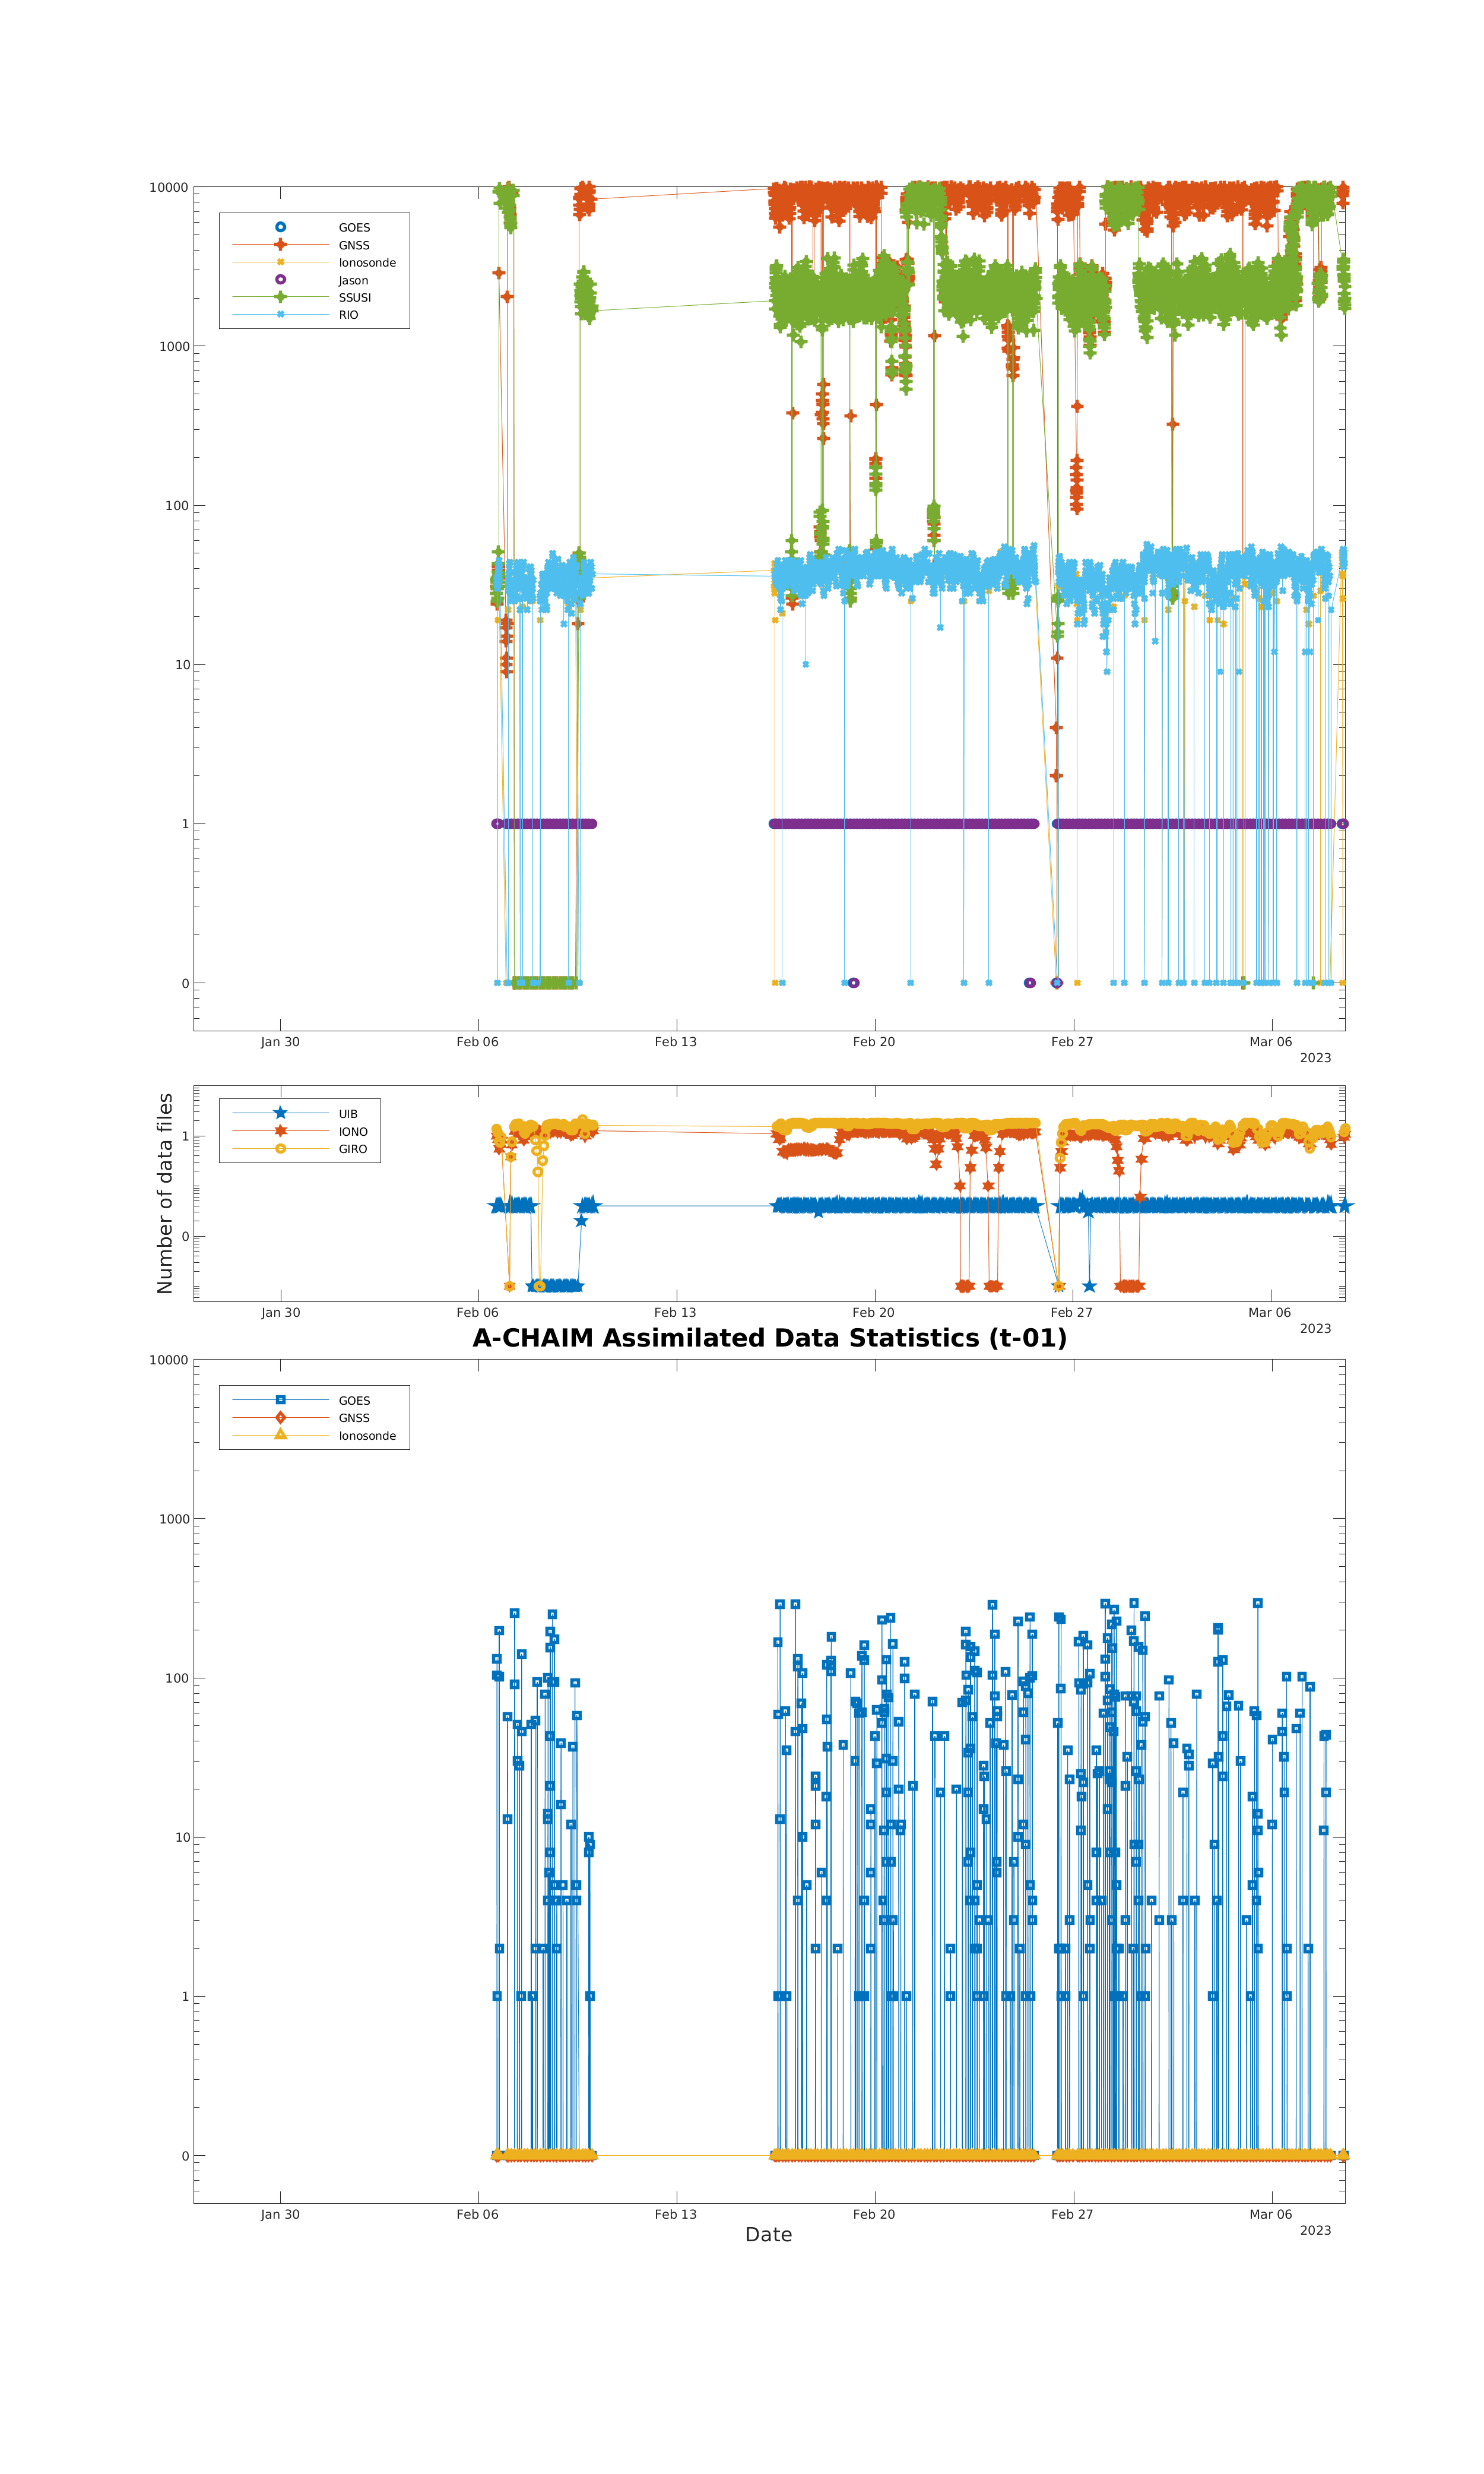 10000
1000
100
10
1
0
GOES
GNSS
Ionosonde
Jason
SSUSI
RIO
Jan 30 Feb 06 Feb 13 Feb 20 Feb 27 Mar 06
2023
Number of data files
1
0
UIB
IONO
GIRO
Jan 30 Feb 06 Feb 13 Feb 20 Feb 27 Mar 06
2023
A-CHAIM Assimilated Data Statistics (t-01)
10000
1000
100
10
1
0
GOES
GNSS
Ionosonde
Jan 30 Feb 06 Feb 13 Feb 20 Feb 27 Mar 06
2023
Date